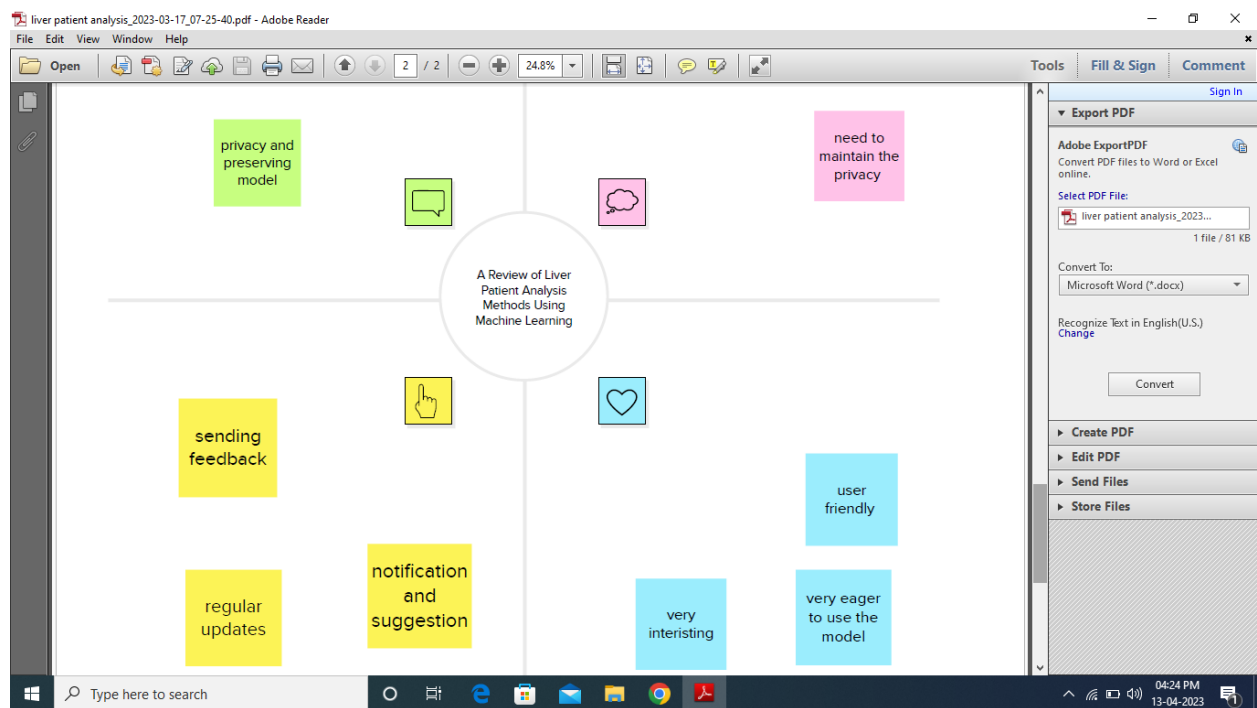 liver patient analysis_2023-03-17_07-25-40.pdf - Adobe Reader
File Edit View Window Help
Open
2 / 2
24.8%
Tools Fill & Sign Comment
privacy and
preserving
model
need to
maintain the
privacy
A Review of Liver
Patient Analysis
Methods Using
Machine Learning
sending
feedback
regular
updates
notification
and
suggestion
user
friendly
very
interisting
very eager
to use the
model
Sign In
Export PDF
Adobe ExportPDF
Convert PDF files to Word or Excel
online.
Select PDF File:
liver patient analysis_2023...
1 file / 81 KB
Convert To:
Microsoft Word (*.docx)
Recognize Text in English(U.S.)
Change
Convert
Create PDF
Edit PDF
Send Files
Store Files
Type here to search
04:24 PM
13-04-2023
1